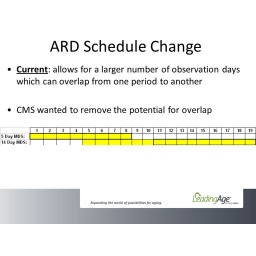 ARD Schedule Change
• Current: allows for a larger number of observation days
which can overlap from one period to another
• CMS wanted to remove the potential for overlap
1 2 3 4 5 6 7 8 9 10 11 12 13 14 15 16 17 18 19
5 Day MDS:
14 Day MDS:
Expanding the world of possibilities for aging.
LeadingAge